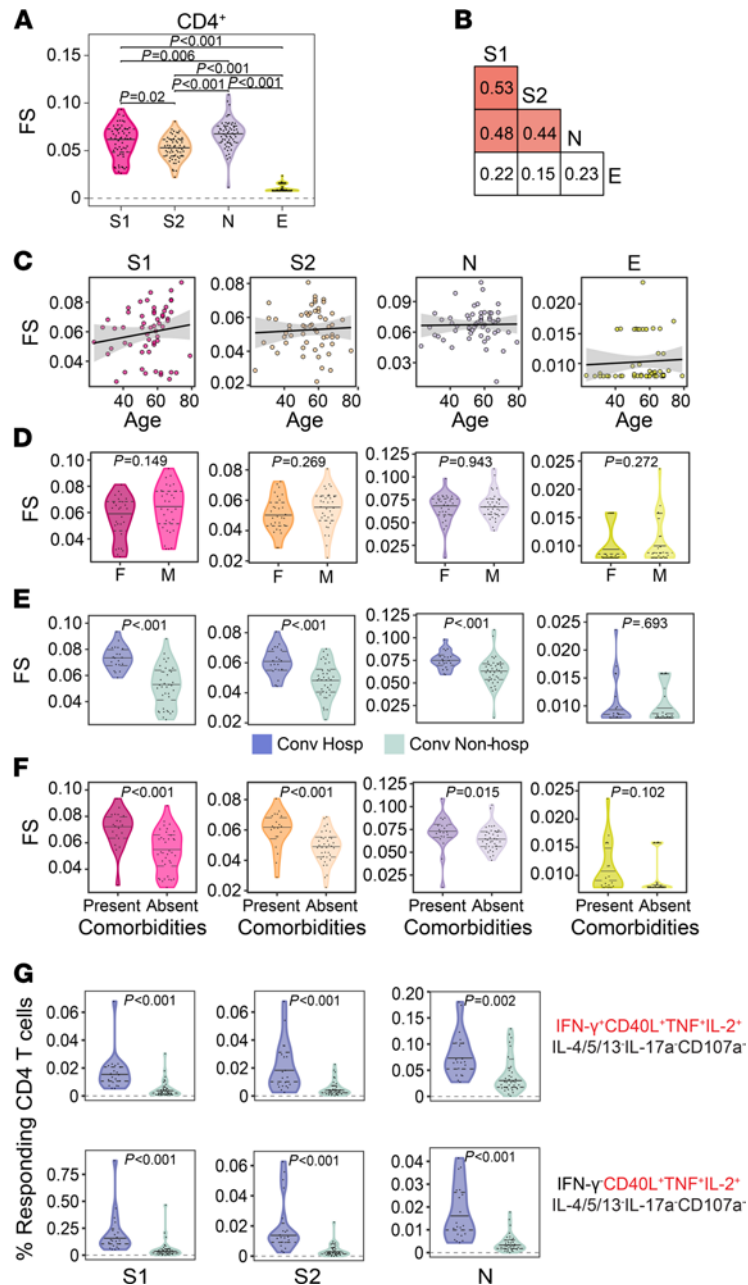 A
CD4+
P<0.001
P=0.006
P<0.001
P=0.02 P<0.001 P<0.001
FS
0.15
0.10
0.05
0
S1 S2 N E
B
S1
0.53 S2
0.48 0.44 N
0.22 0.15 0.23 E
C
S1 S2 N E
FS
0.08 0.06 0.04
0.08 0.06 0.04 0.02
0.09 0.06 0.03
0.020 0.015 0.010
40 60 80 40 60 80 40 60 80 40 60 80
Age Age Age Age
D
FS
P=0.149 P=0.269 P=0.943 P=0.272
0.10 0.08 0.06 0.04
0.08 0.06 0.04 0.02
0.125 0.100 0.075 0.050 0.025 0
0.025 0.020 0.015 0.010
F M F M F M F M
E
FS
P<.001 P<.001 P<.001 P=.693
0.10 0.08 0.06 0.04
0.08 0.06 0.04 0.02
0.125 0.100 0.075 0.050 0.025 0
0.025 0.020 0.015 0.010
Conv Hosp Conv Non-hosp
F
FS
P<0.001 P<0.001 P=0.015 P=0.102
0.10 0.08 0.06 0.04
0.08 0.06 0.04 0.02
0.125 0.100 0.075 0.050 0.025 0
0.025 0.020 0.015 0.010
Present Absent Present Absent Present Absent Present Absent
Comorbidities Comorbidities Comorbidities Comorbidities
G
% Responding CD4 T cells
P<0.001 P<0.001 P=0.002
0.06 0.04 0.02 0
0.06 0.04 0.02 0
0.20 0.15 0.10 0.05 0
IFN-γ+CD40L+TNF+IL-2+
IL-4/5/13-IL-17a-CD107a-
P<0.001 P<0.001 P<0.001
0.75 0.50 0.25 0
0.06 0.04 0.02 0
0.04 0.03 0.02 0.01 0
IFN-γ-CD40L+TNF+IL-2+
IL-4/5/13-IL-17a-CD107a-
S1 S2 N